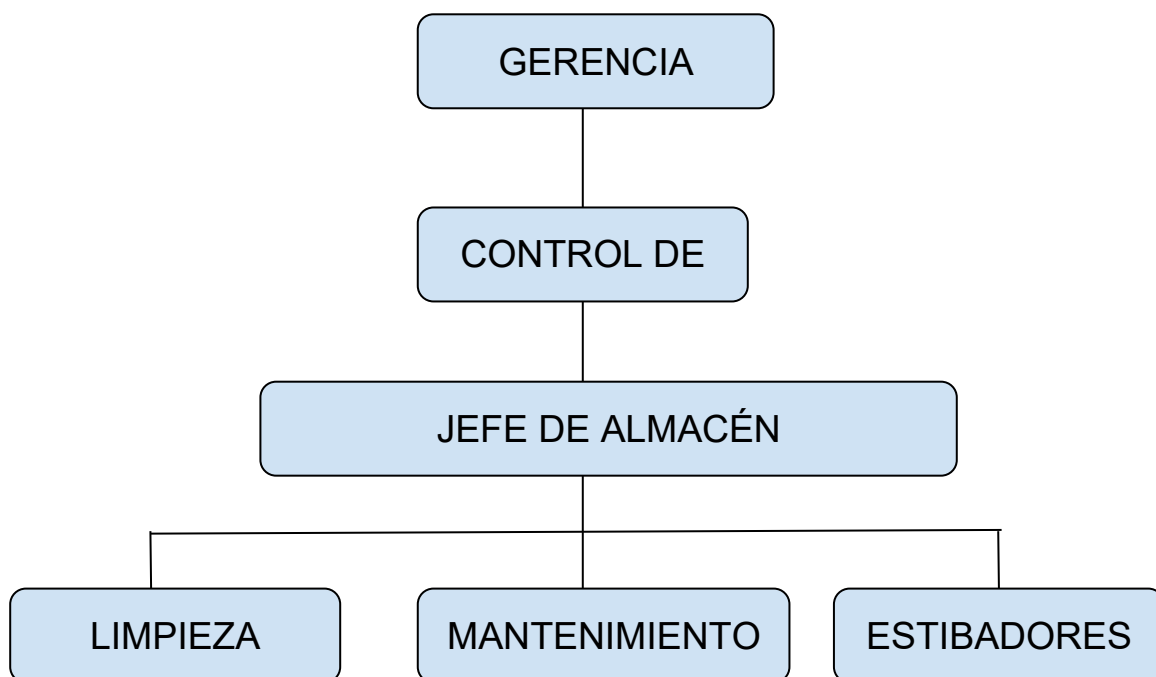 GERENCIA
CONTROL DE
JEFE DE ALMACÉN
LIMPIEZA
MANTENIMIENTO
ESTIBADORES